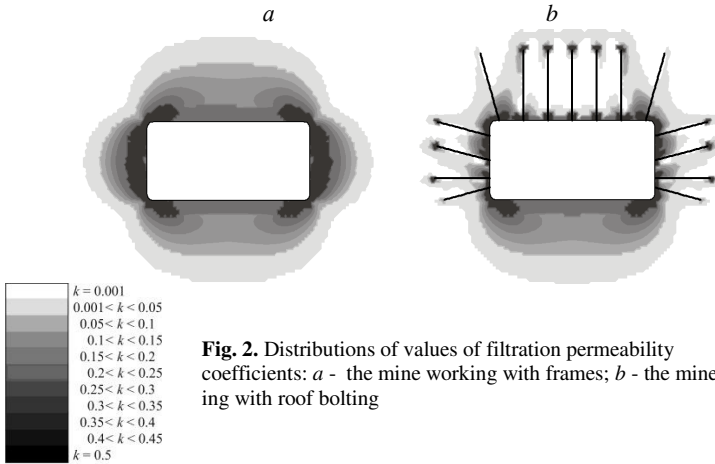 a b
k = 0.001
0.001< k < 0.05
0.05< k < 0.1
0.1< k < 0.15
0.15< k < 0.2
0.2< k < 0.25
0.25< k < 0.3
0.3< k < 0.35
0.35< k < 0.4
0.4< k < 0.45
k = 0.5
Fig. 2. Distributions of values of filtration permeability
coefficients: a - the mine working with frames; b - the mine
ing with roof bolting